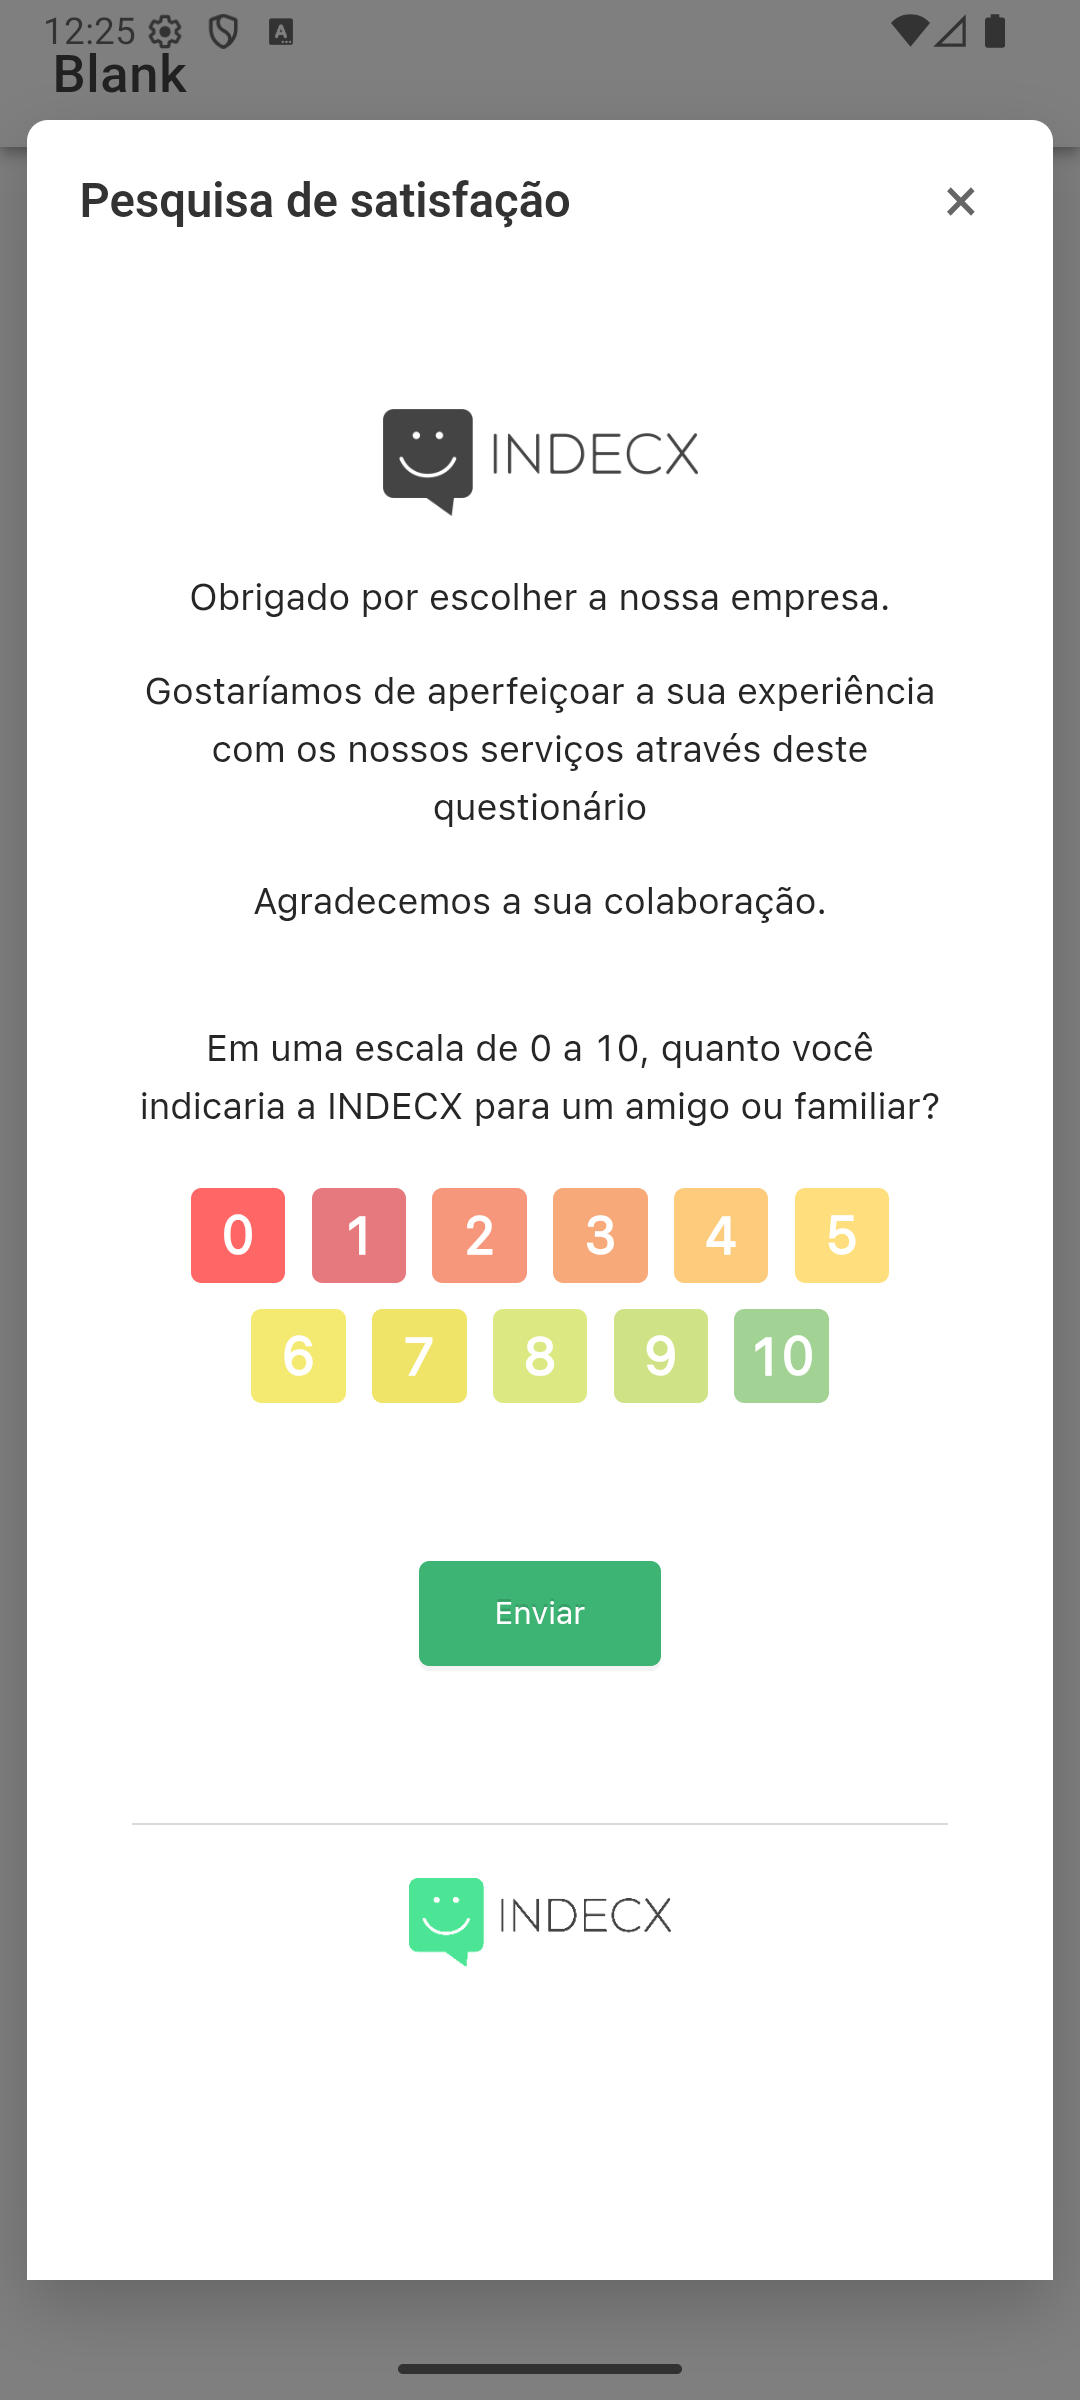 12:25
Blank
Pesquisa de satisfação
INDECX
Obrigado por escolher a nossa empresa.
Gostaríamos de aperfeiçoar a sua experiência
com os nossos serviços através deste
questionário
Agradecemos a sua colaboração.
Em uma escala de 0 a 10, quanto você
indicaria a INDECX para um amigo ou familiar?
0 1 2 3 4 5
6 7 8 9 10
Enviar
INDECX